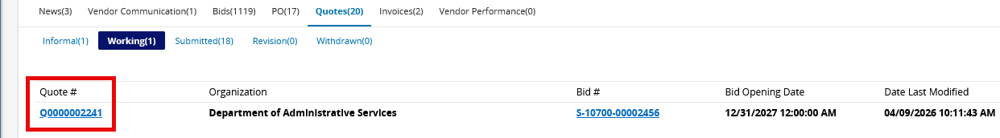 News(3) Vendor Communication(1) Bids(1119) PO(17) Quotes(20) Invoices(2) Vendor Performance(0)
Informal(1) Working(1) Submitted(18) Revision(0) Withdrawn(0)
Quote # Organization Bid # Bid Opening Date Date Last Modified
Q0000002241 Department of Administrative Services S-10700-00002456 12/31/2027 12:00:00 AM 04/09/2026 10:11:43 AM